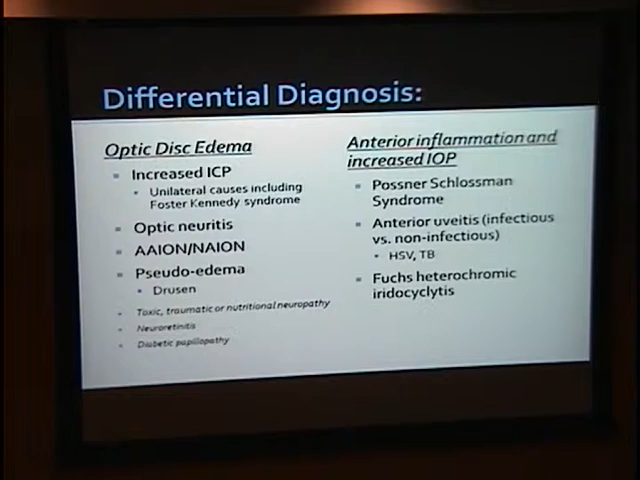 Differential Diagnosis:
Optic Disc Edema
Increased ICP
Unilateral causes including
Foster Kennedy syndrome
Optic neuritis
AAION/NAION
Pseudo-edema
Drusen
Toxic, traumatic or nutritional neuropathy
Neuroretinitis
Diabetic papillopathy
Anterior inflammation and
increased IOP
Possner Schlossman
Syndrome
Anterior uveitis (infectious
vs. non-infectious)
HSV, TB
Fuchs heterochromic
iridocyclytis